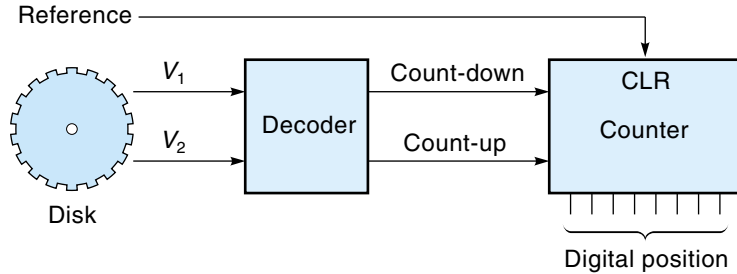 Reference
V1
Count-down
CLR
Decoder
Counter
V2
Count-up
Disk
Digital position